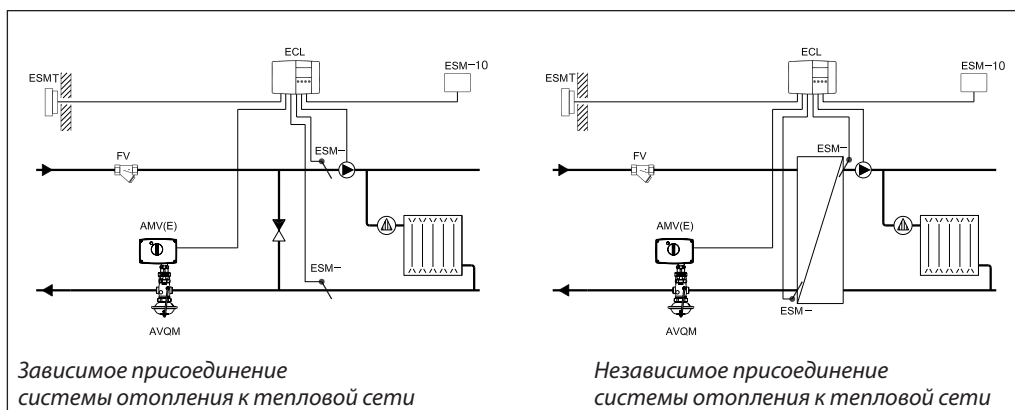 ECL
ESMT
ESM-10
ESM-
FV
AMV(E)
ESM-
AVQM
Зависимое присоединение
системы отопления к тепловой сети
ECL
ESMT
ESM-10
ESM-
FV
AMV(E)
ESM-
AVQM
Независимое присоединение
системы отопления к тепловой сети